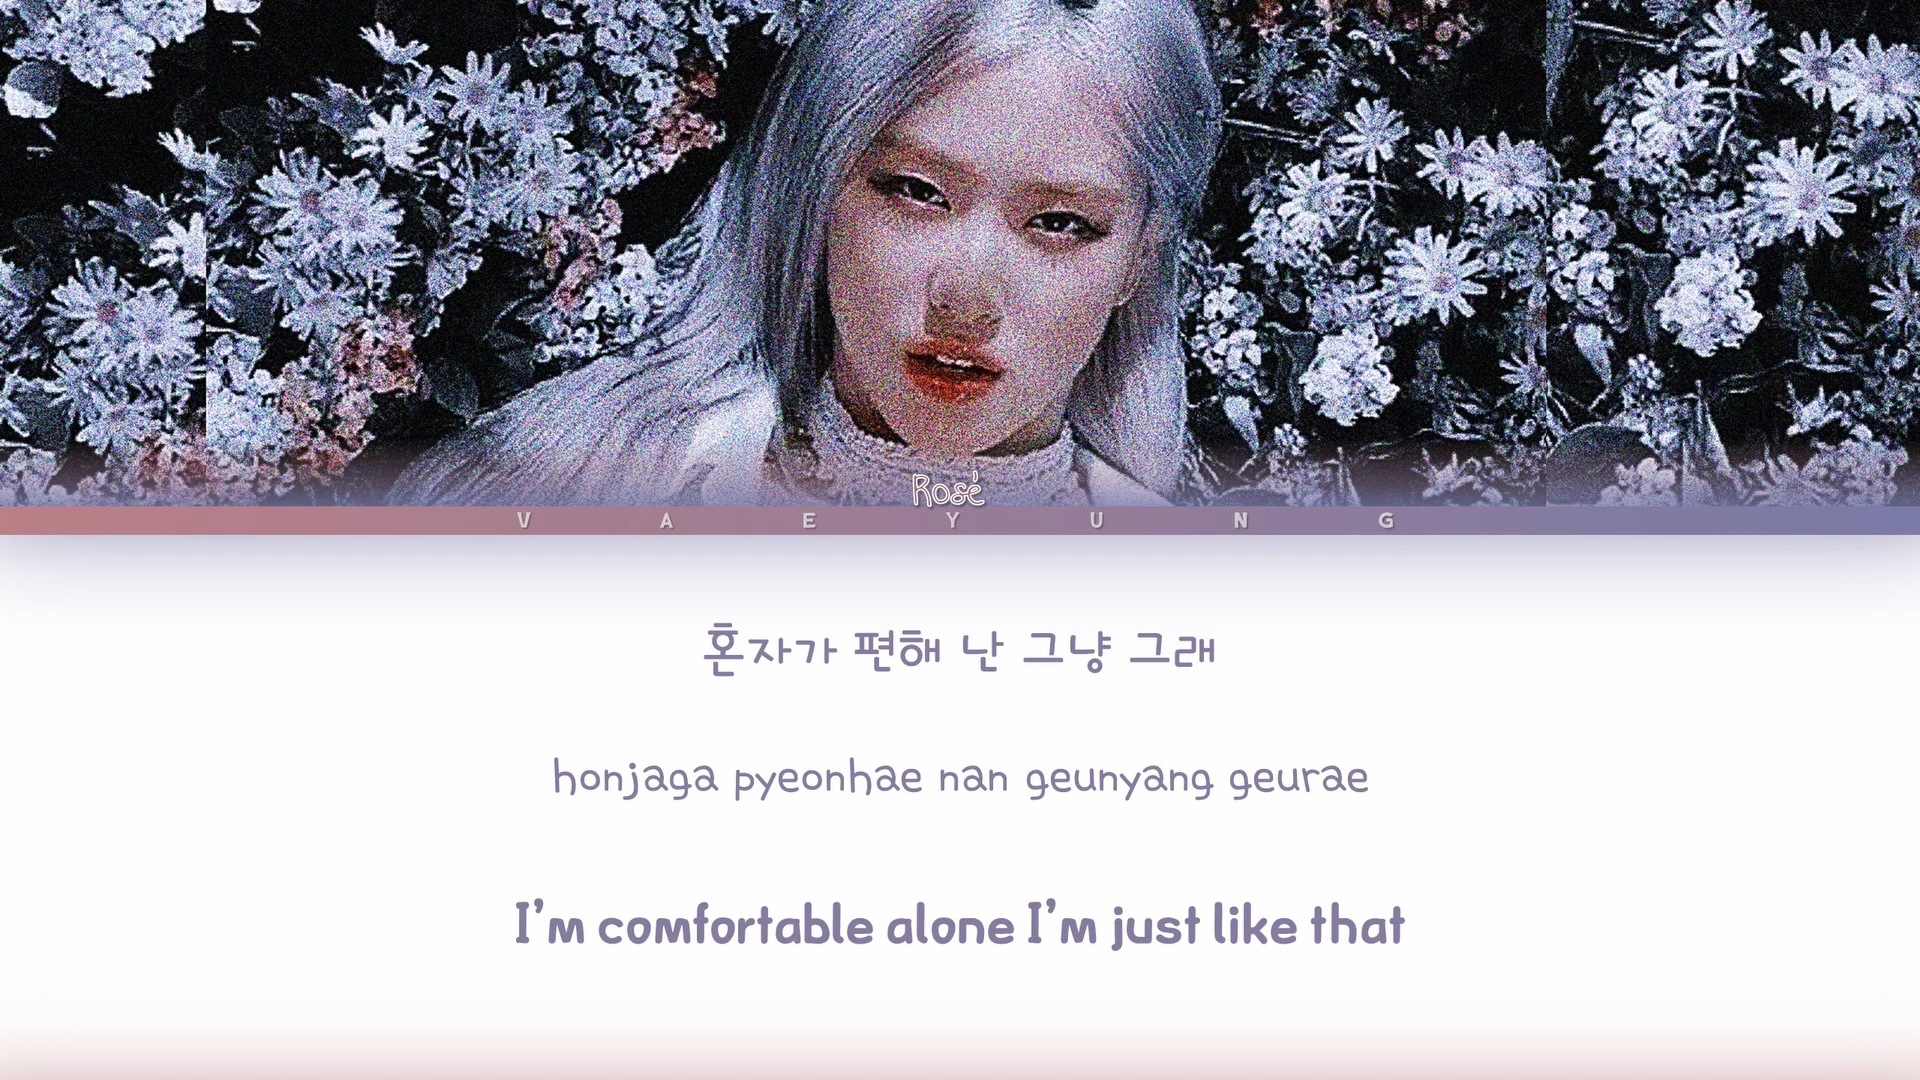 Rosé
V A E Y U N G
혼자가 편해 난 그냥 그래
honjaga pyeonhae nan geunyang geurae
I'm comfortable alone I'm just like that